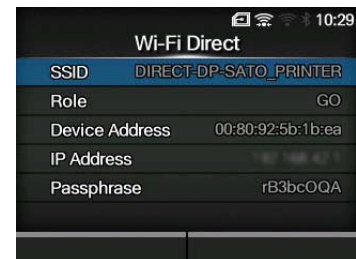 10:29
Wi-Fi Direct
SSID DIRECT-DP-SATO_PRINTER
Role GO
Device Address 00:80:92:5b:1b:ea
IP Address
Passphrase rB3bcOQA